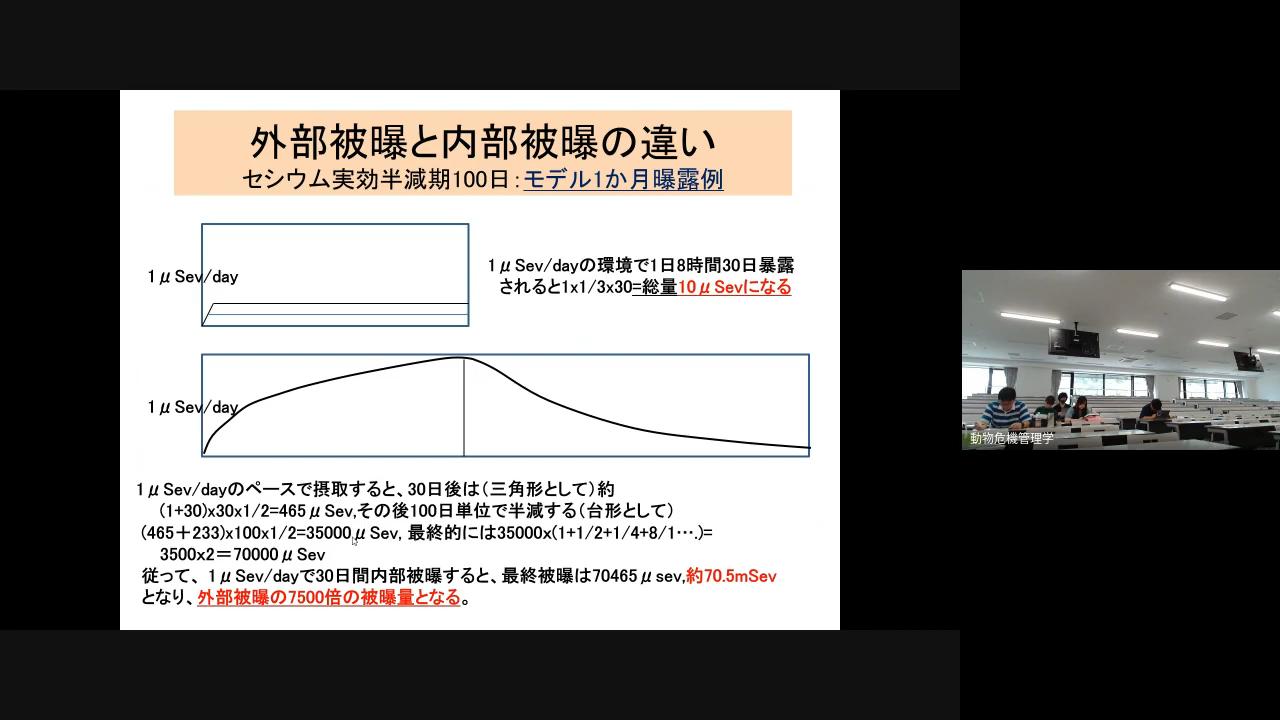 外部被曝と内部被曝の違い
セシウム実効半減期100日：モデル1か月曝露例
1μSev/day
1μSev/dayの環境で1日8時間30日暴露
されると1x1/3x30=総量10μSevになる
1μSev/day
1μSev/dayのペースで摂取すると、30日後は（三角形として）約
(1+30)x30x1/2=465μSev,その後100日単位で半減する（台形として）
(465＋233)x100x1/2=35000μSev, 最終的には35000x(1+1/2+1/4+8/1….)=
3500x2＝70000μSev
従って、1μSev/dayで30日間内部被曝すると、最終被曝は70465μsev,約70.5mSev
となり、外部被曝の7500倍の被曝量となる。
動物危機管理学